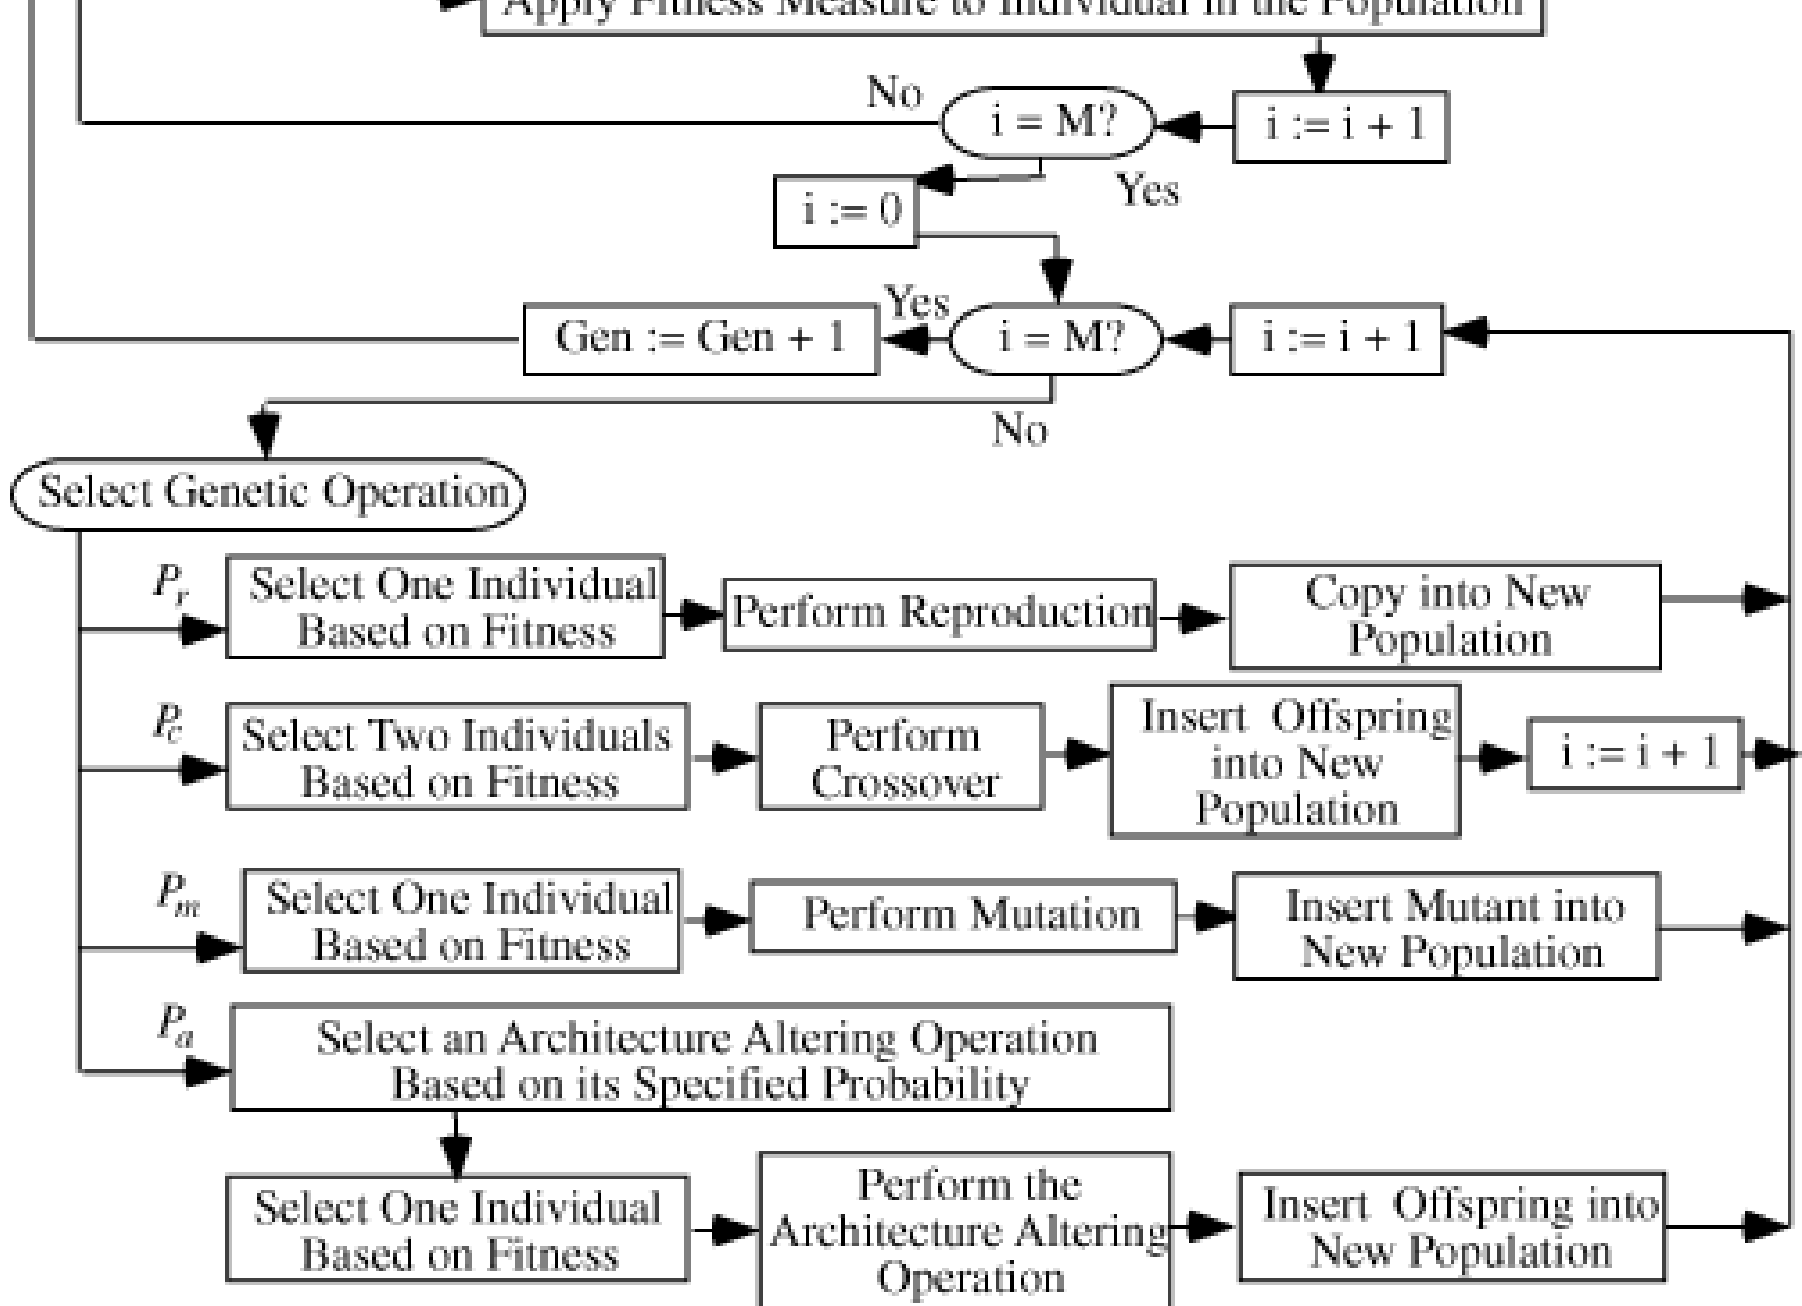 Apply Fitness Measure to Individual in the Population
No
i = M?
i := i + 1
Yes
i := 0
Yes
Gen := Gen + 1
i = M?
i := i + 1
No
Select Genetic Operation
Pr
Select One Individual
Based on Fitness
Perform Reproduction
Copy into New
Population
Pc
Select Two Individuals
Based on Fitness
Perform
Crossover
Insert Offspring
into New
Population
i := i + 1
Pm
Select One Individual
Based on Fitness
Perform Mutation
Insert Mutant into
New Population
Pa
Select an Architecture Altering Operation
Based on its Specified Probability
Select One Individual
Based on Fitness
Perform the
Architecture Altering
Operation
Insert Offspring into
New Population